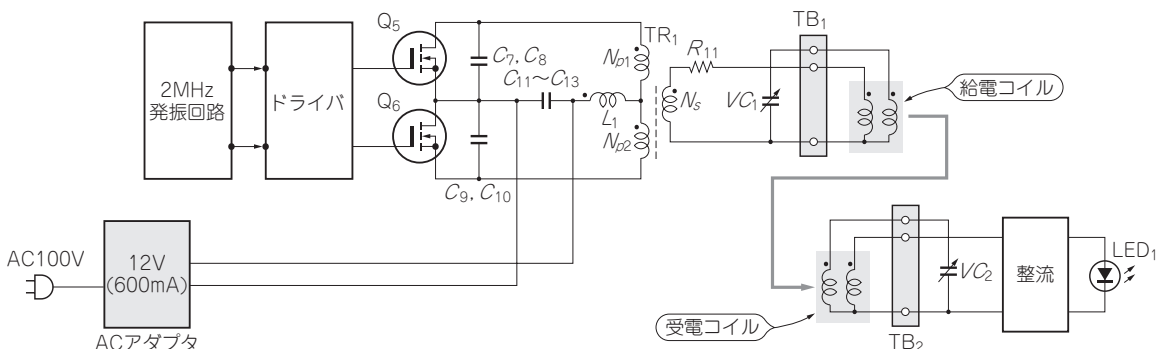 2MHz
発振回路
ドライバ
Q5
Q6
C7, C8
C11〜C13
C9, C10
L1
TR1
Np1
Np2
Ns
R11
VC1
TB1
給電コイル
AC100V
12V
(600mA)
ACアダプタ
受電コイル
TB2
VC2
整流
LED1